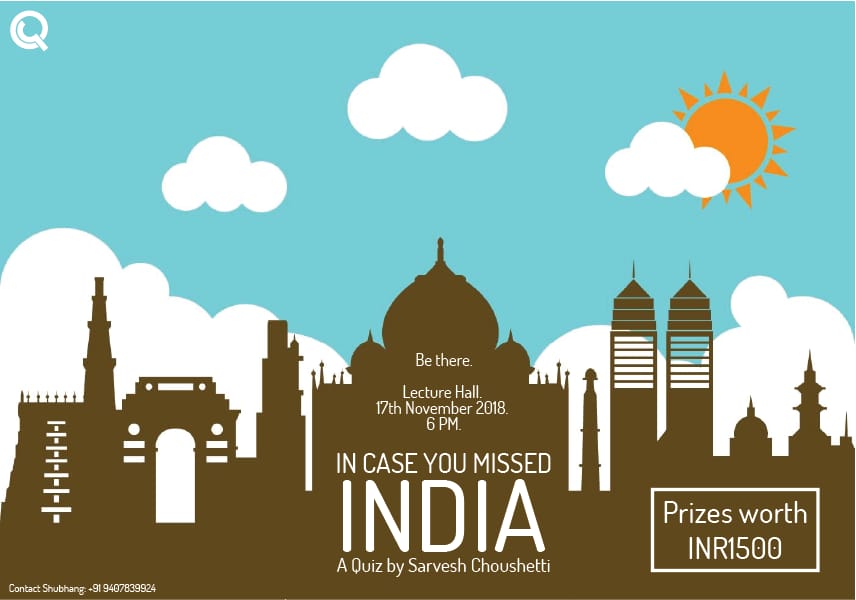 Be there.
Lecture Hall.
17th November 2018.
6 PM.
IN CASE YOU MISSED
INDIA
A Quiz by Sarvesh Choushetti
Prizes worth
INR1500
Contact Shubhang: +91 9407839924